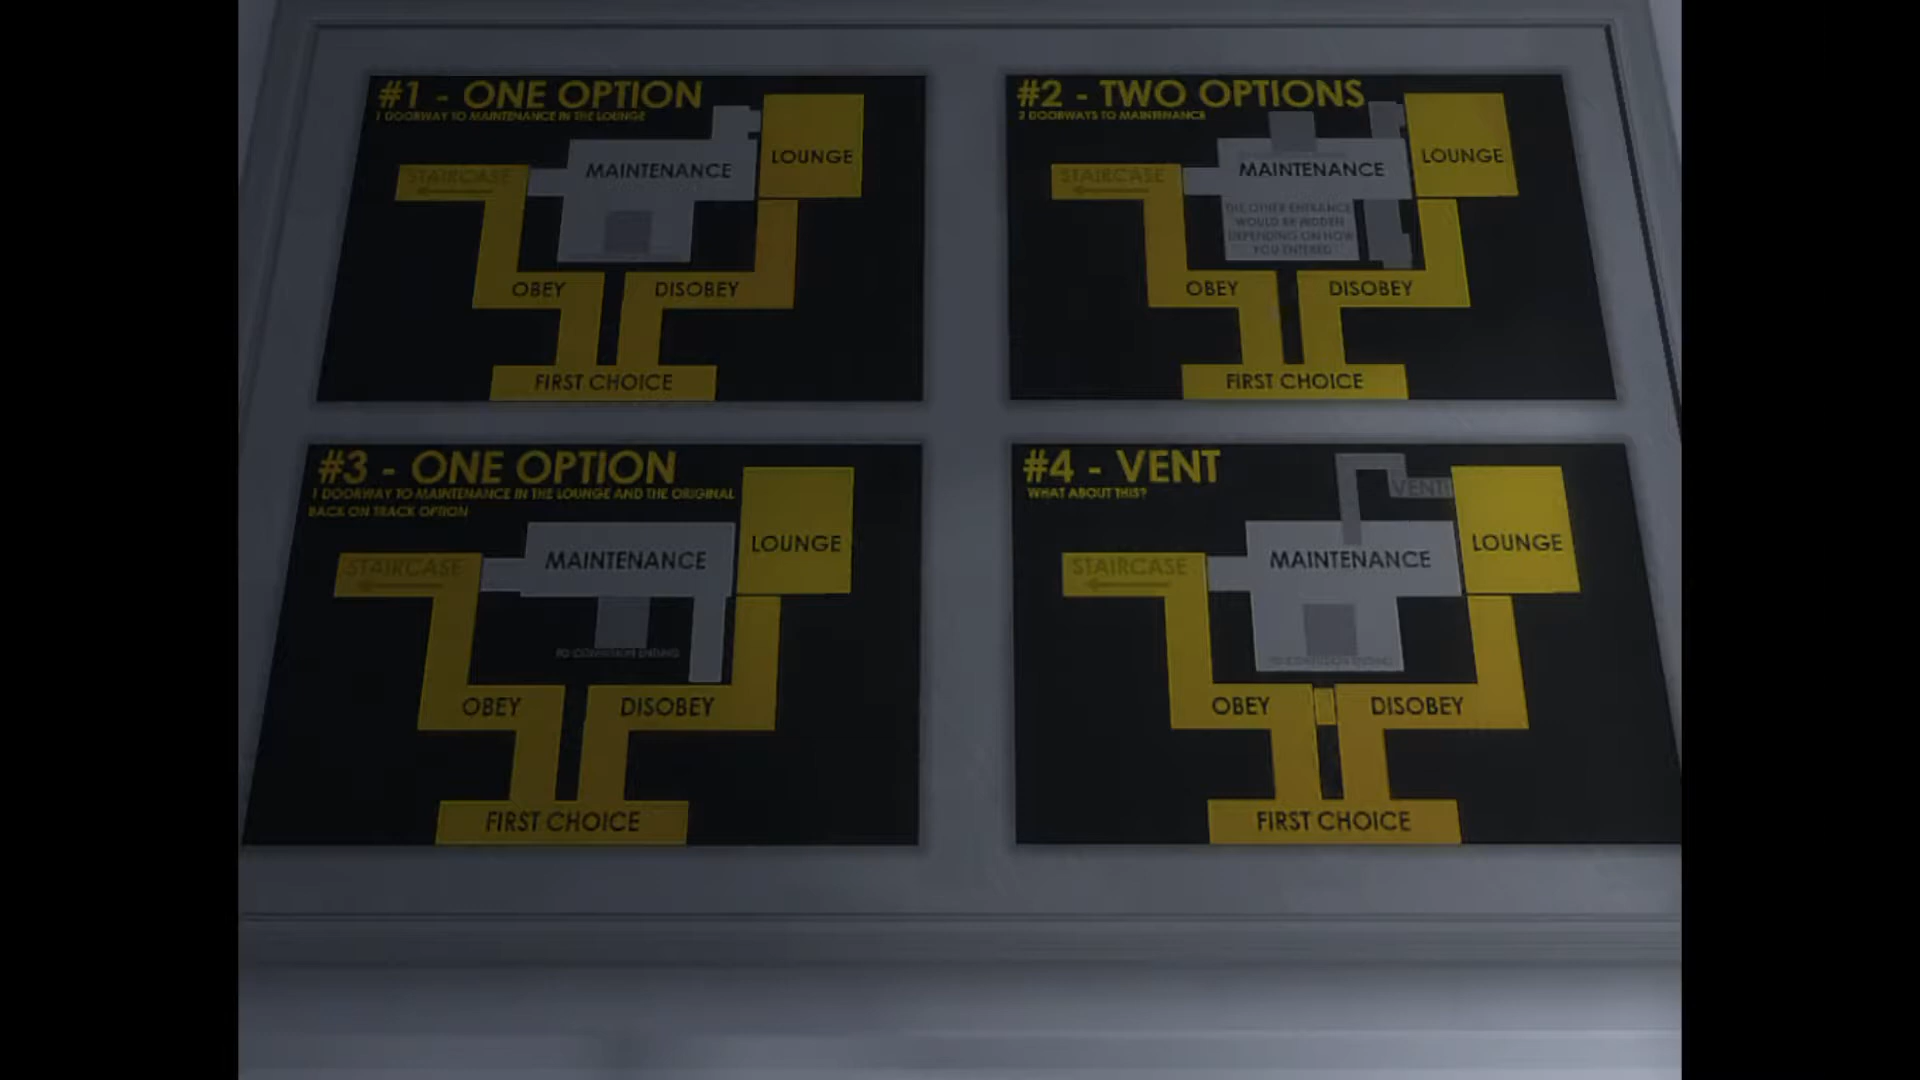 #1 - ONE OPTION
1 DOORWAY TO MAINTENANCE IN THE LOUNGE
LOUNGE
MAINTENANCE
STAIRCASE
OBEY
DISOBEY
FIRST CHOICE
#2 - TWO OPTIONS
2 DOORWAYS TO MAINTENANCE
LOUNGE
MAINTENANCE
STAIRCASE
THE OTHER ENTRANCE
WOULD BE HIDDEN
DEPENDING ON HOW
YOU ENTERED
OBEY
DISOBEY
FIRST CHOICE
#3 - ONE OPTION
1 DOORWAY TO MAINTENANCE IN THE LOUNGE AND THE ORIGINAL
BACK ON TRACK OPTION
LOUNGE
MAINTENANCE
STAIRCASE
ENDING
OBEY
DISOBEY
FIRST CHOICE
#4 - VENT
WHAT ABOUT THIS?
VENT!
LOUNGE
MAINTENANCE
STAIRCASE
ENDING
OBEY
DISOBEY
FIRST CHOICE